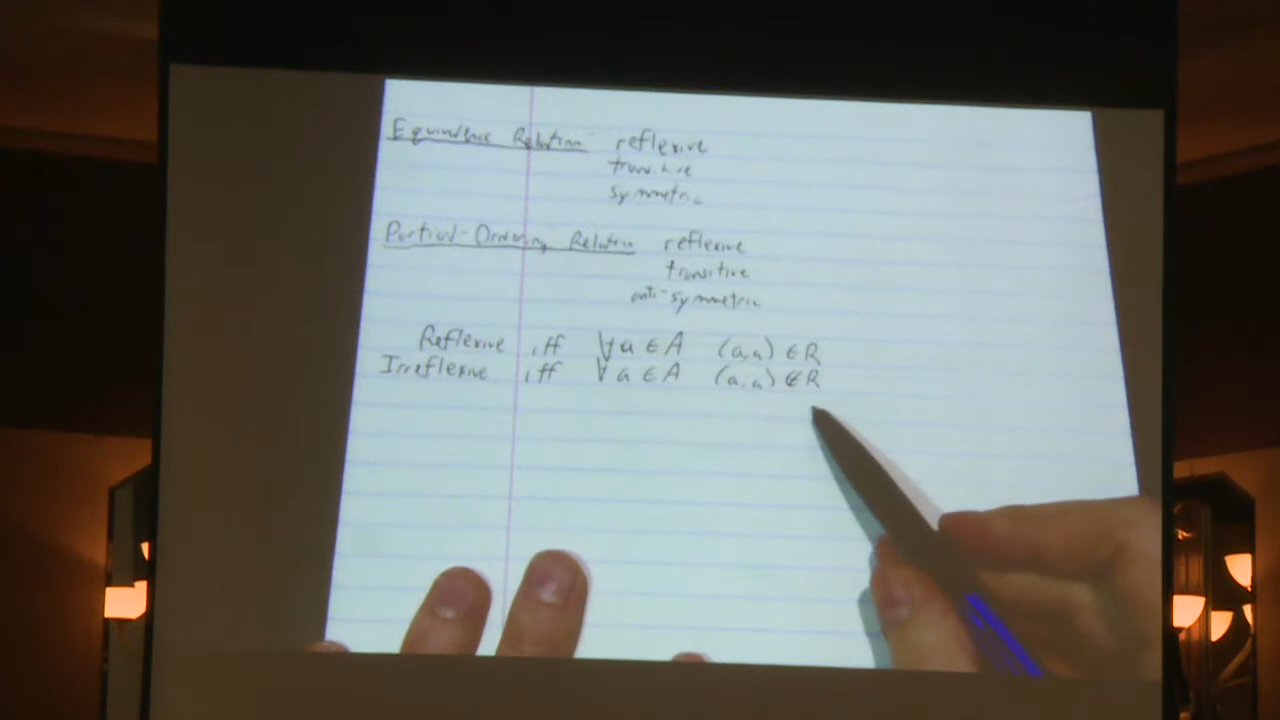 Equivalence Relation reflexive
transitive
symmetric
Partial-Ordering Relation reflexive
transitive
anti-symmetric
Reflexive iff ∀ a ∈ A (a,a) ∈ R
Irreflexive iff ∀ a ∈ A (a,a) ∉ R